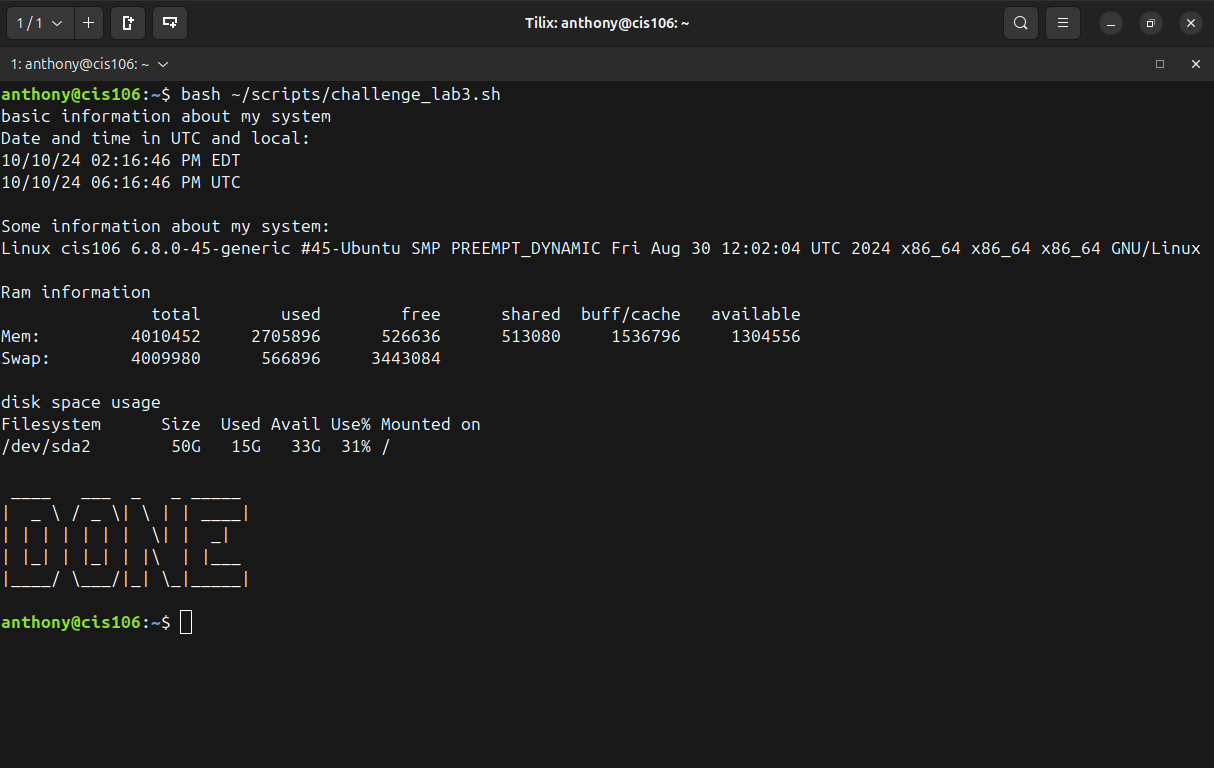 1 / 1
Tilix: anthony@cis106: ~
1: anthony@cis106: ~
anthony@cis106:~$ bash ~/scripts/challenge_lab3.sh
basic information about my system
Date and time in UTC and local:
10/10/24 02:16:46 PM EDT
10/10/24 06:16:46 PM UTC

Some information about my system:
Linux cis106 6.8.0-45-generic #45-Ubuntu SMP PREEMPT_DYNAMIC Fri Aug 30 12:02:04 UTC 2024 x86_64 x86_64 x86_64 GNU/Linux

Ram information
               total        used        free      shared  buff/cache   available
Mem:         4010452     2705896      526636      513080     1536796     1304556
Swap:        4009980      566896     3443084

disk space usage
Filesystem      Size  Used Avail Use% Mounted on
/dev/sda2        50G   15G   33G  31% /

 ____   ___  _   _ _____
|  _ \ / _ \| \ | | ____|
| | | | | | |  \| |  _|
| |_| | |_| | |\  | |___
|____/ \___/|_| \_|_____|

anthony@cis106:~$